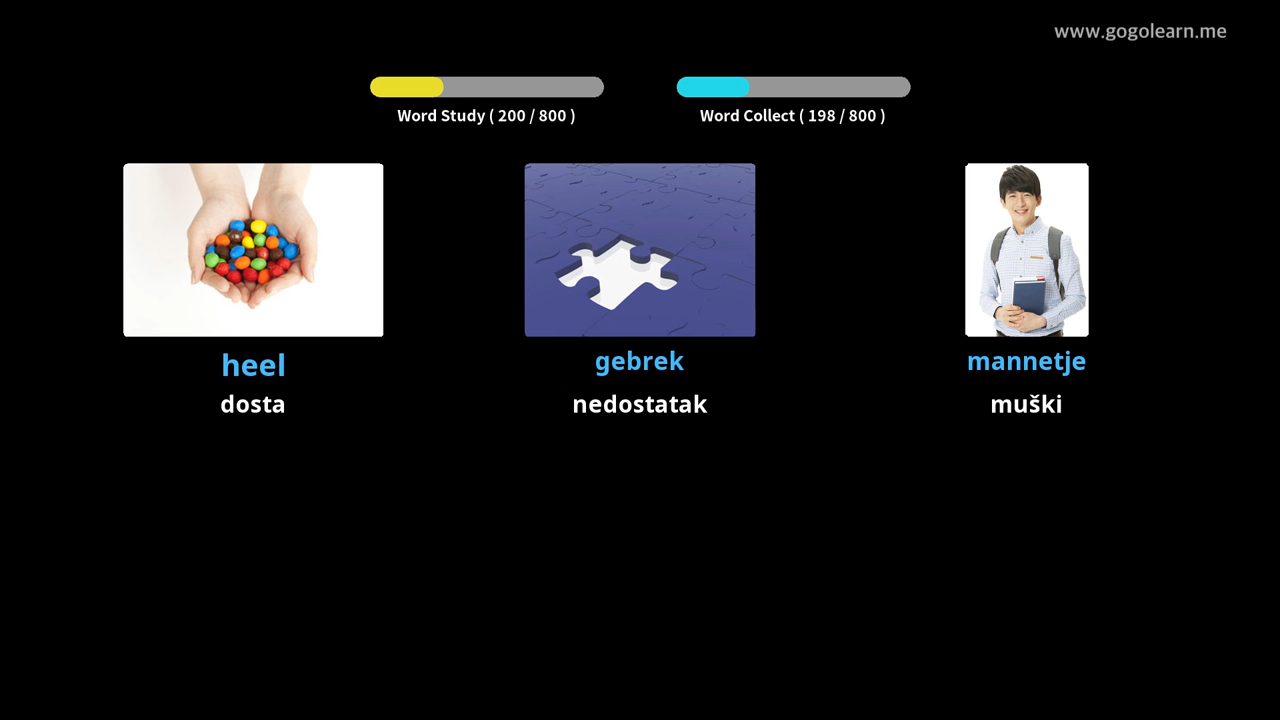 www.gogolearn.me
Word Study ( 200 / 800 )
Word Collect ( 198 / 800 )
heel
dosta
gebrek
nedostatak
mannetje
muški